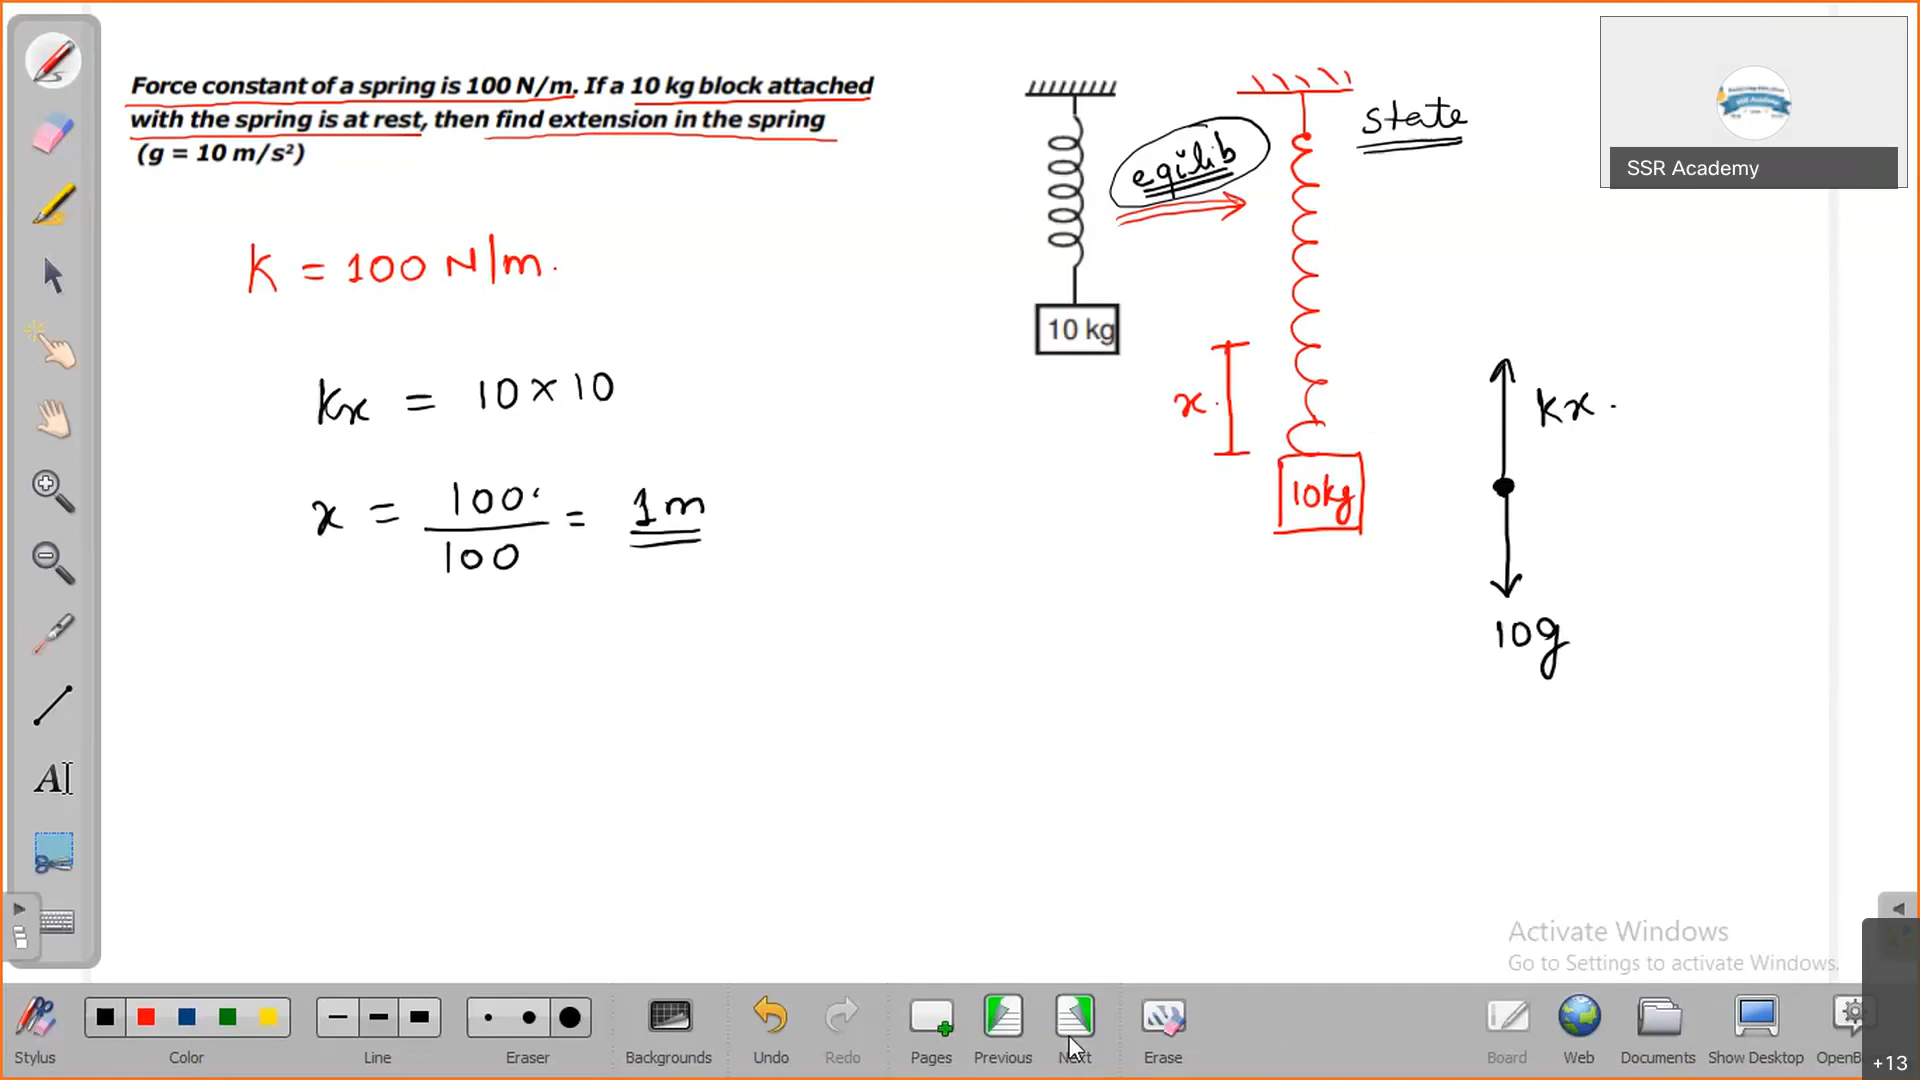 Force constant of a spring is 100 N/m. If a 10 kg block attached
with the spring is at rest, then find extension in the spring
(g = 10 m/s²)
K = 100 N/m.
Kx = 10 × 10
x = 100 / 100 = 1m
10 kg
eqilib
state
x.
10kg
Kx.
10g
SSR Academy
Activate Windows
Go to Settings to activate Windows.
Stylus
Color
Line
Eraser
Backgrounds
Undo
Redo
Pages
Previous
Next
Erase
Board
Web
Documents
Show Desktop
OpenB
+13